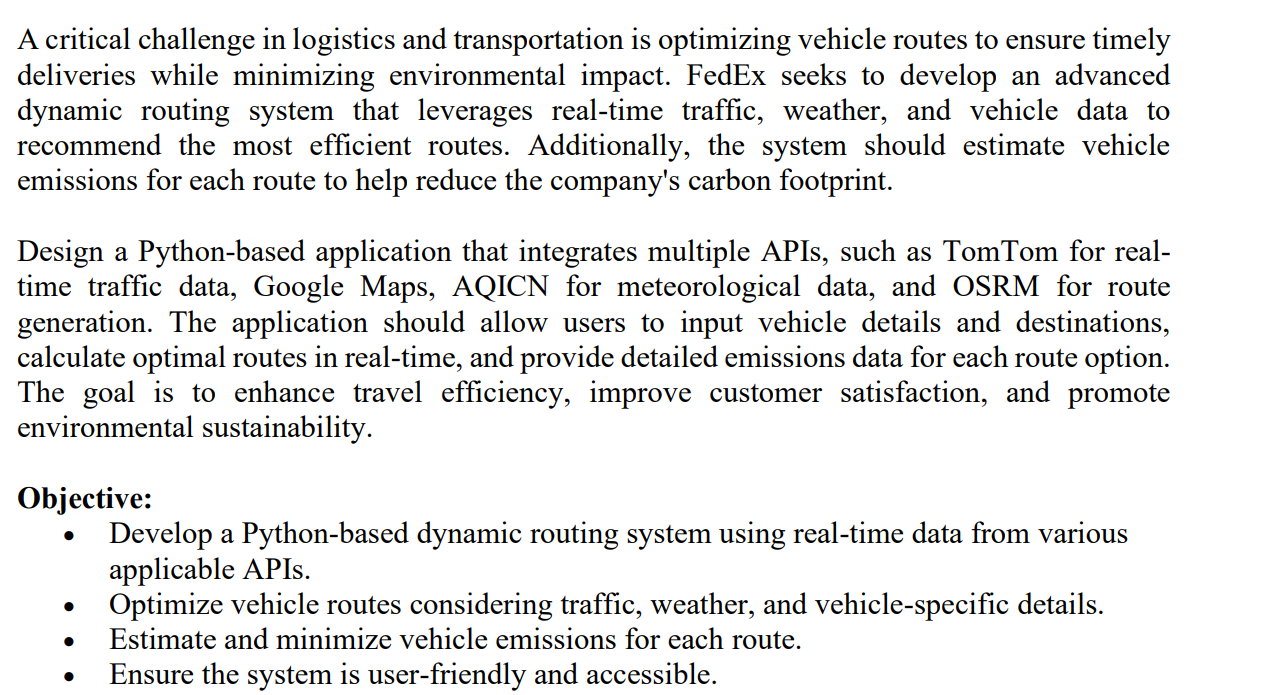 A critical challenge in logistics and transportation is optimizing vehicle routes to ensure timely
deliveries while minimizing environmental impact. FedEx seeks to develop an advanced
dynamic routing system that leverages real-time traffic, weather, and vehicle data to
recommend the most efficient routes. Additionally, the system should estimate vehicle
emissions for each route to help reduce the company's carbon footprint.
Design a Python-based application that integrates multiple APIs, such as TomTom for real-
time traffic data, Google Maps, AQICN for meteorological data, and OSRM for route
generation. The application should allow users to input vehicle details and destinations,
calculate optimal routes in real-time, and provide detailed emissions data for each route option.
The goal is to enhance travel efficiency, improve customer satisfaction, and promote
environmental sustainability.
Objective:
• Develop a Python-based dynamic routing system using real-time data from various
applicable APIs.
• Optimize vehicle routes considering traffic, weather, and vehicle-specific details.
• Estimate and minimize vehicle emissions for each route.
• Ensure the system is user-friendly and accessible.